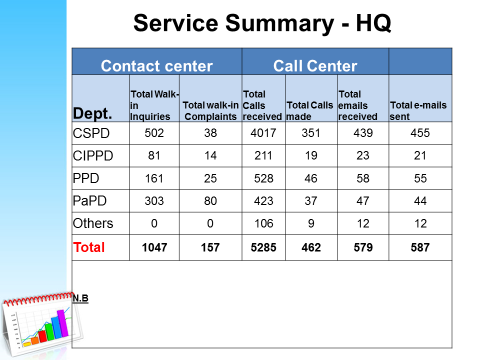 Service Summary - HQ
Contact center Call Center
Dept. Total Walk-in Inquiries Total walk-in Complaints Total Calls received Total Calls made Total emails received Total e-mails sent
CSPD 502 38 4017 351 439 455
CIPPD 81 14 211 19 23 21
PPD 161 25 528 46 58 55
PaPD 303 80 423 37 47 44
Others 0 0 106 9 12 12
Total 1047 157 5285 462 579 587
N.B